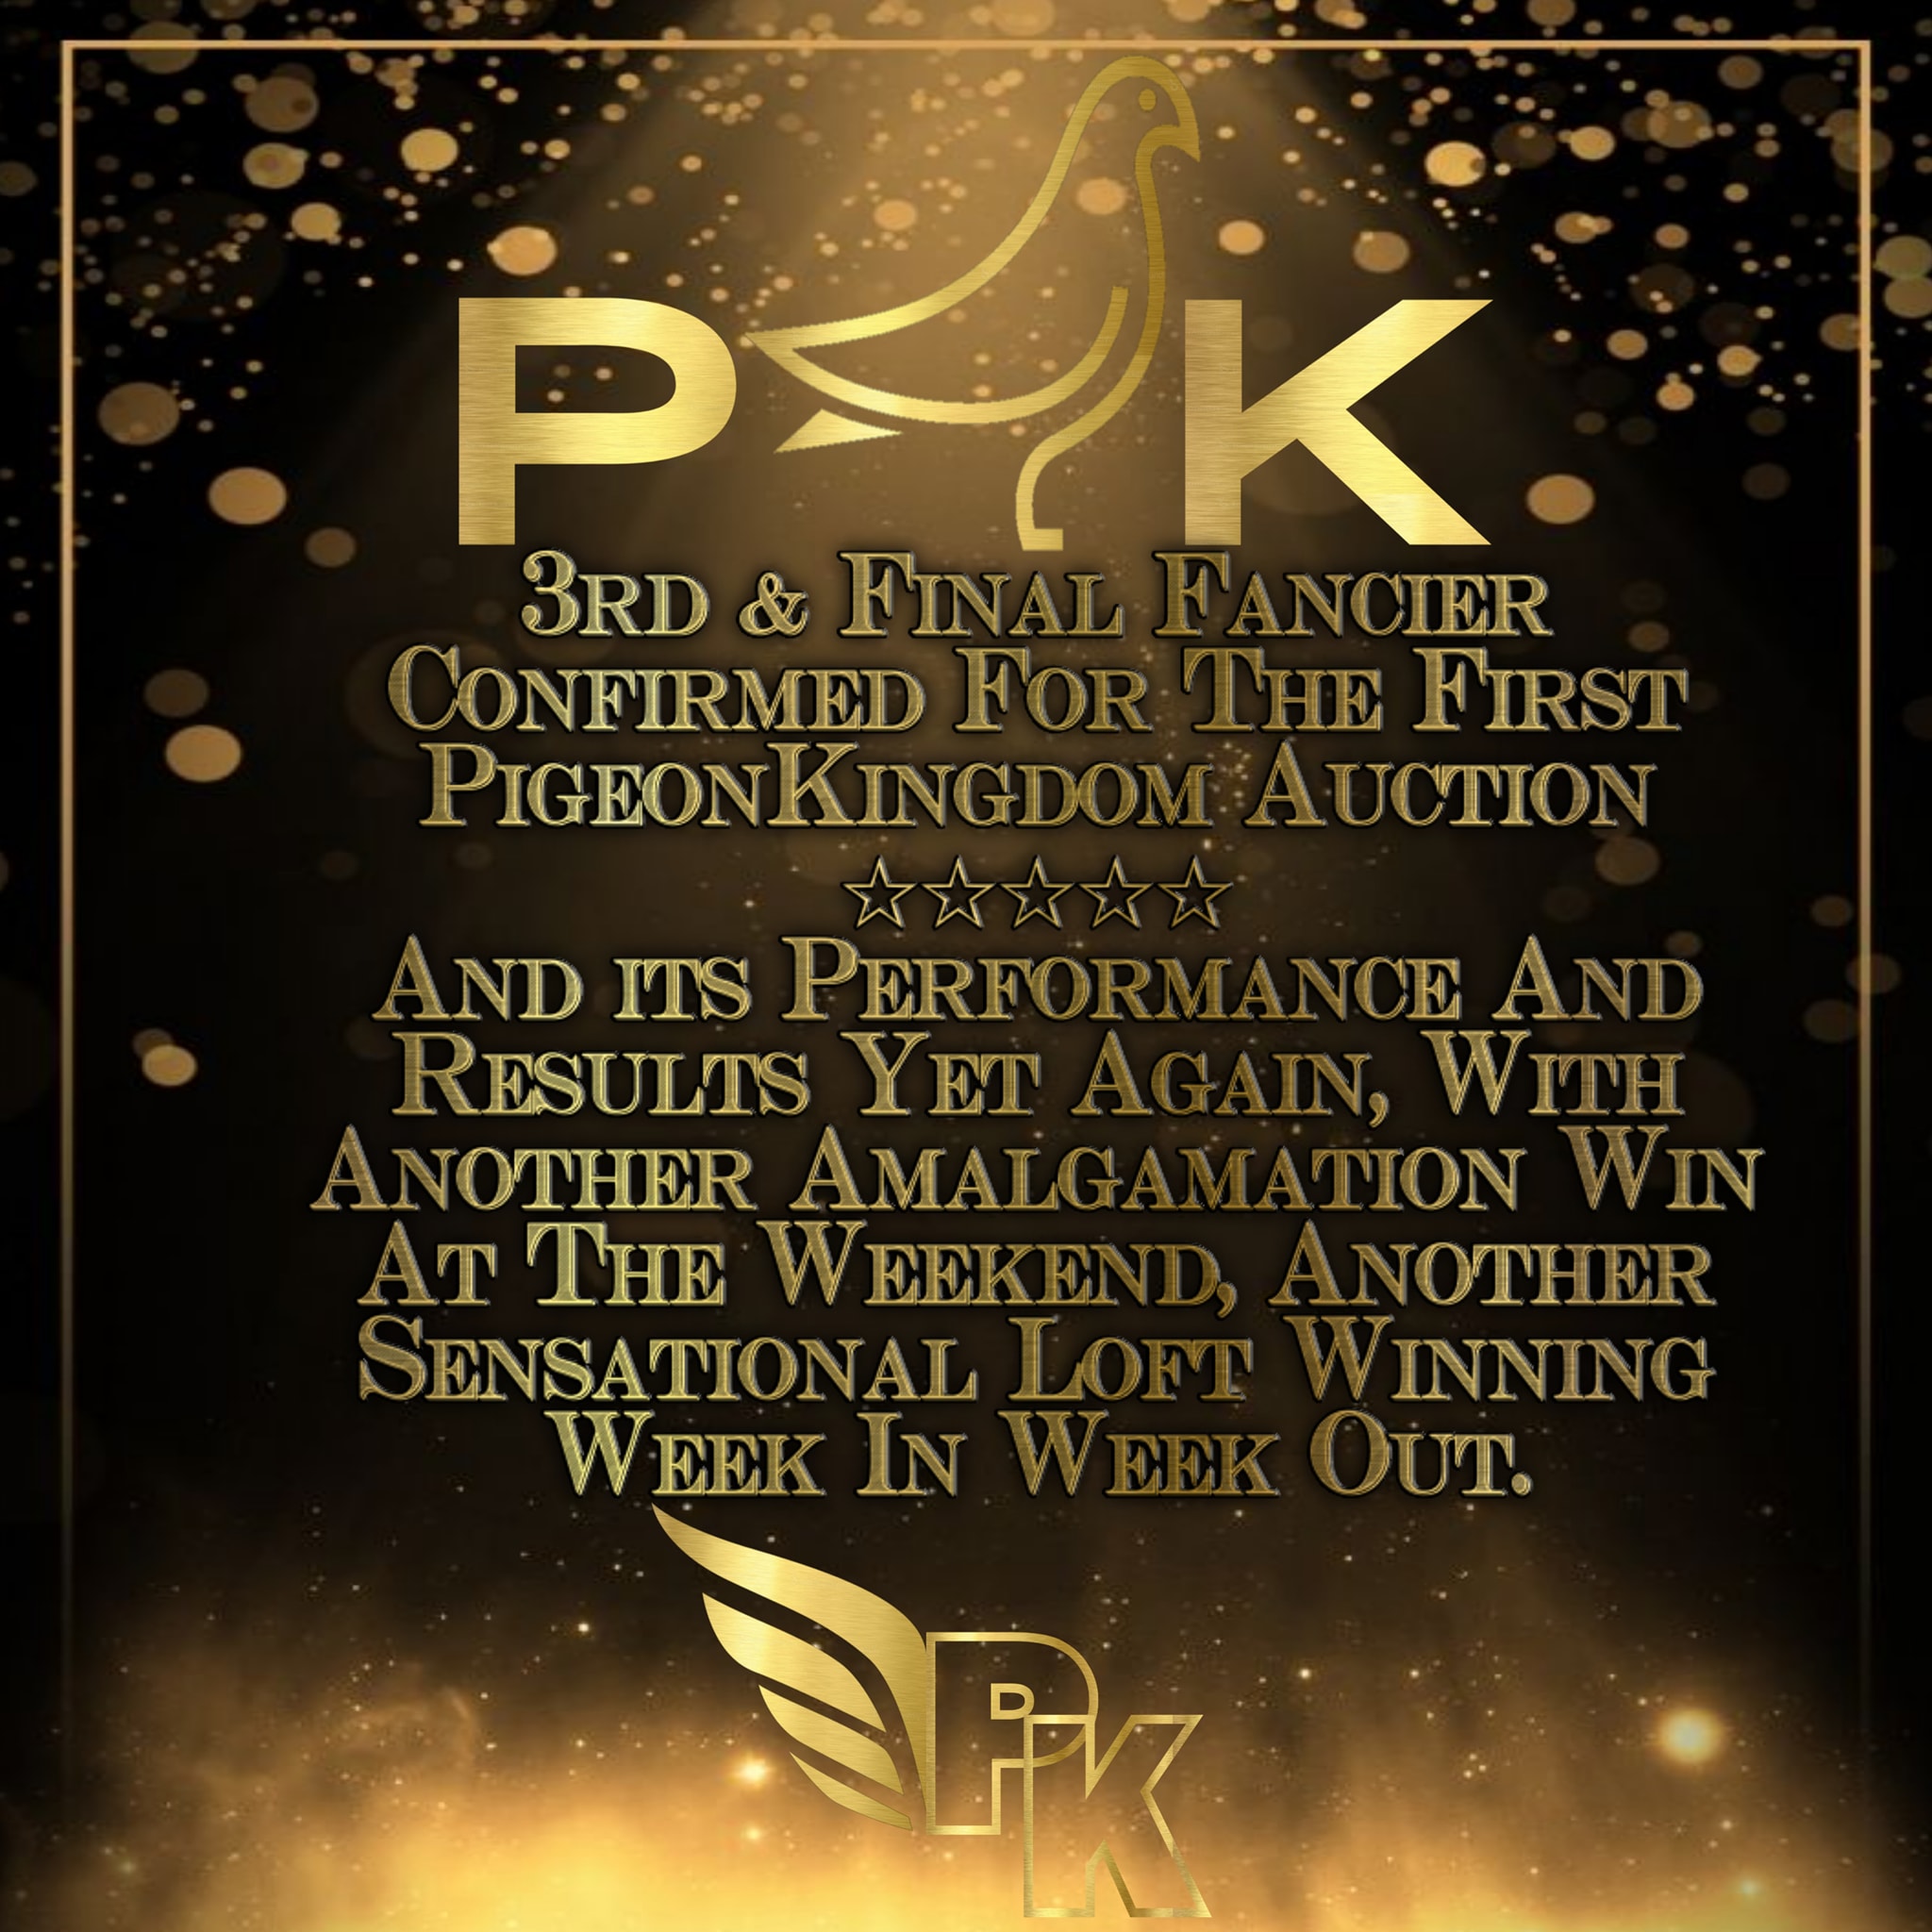 P K
3rd & Final Fancier
Confirmed For The First
PigeonKingdom Auction
☆☆☆☆☆
And its Performance And
Results Yet Again, With
Another Amalgamation Win
At The Weekend, Another
Sensational Loft Winning
Week In Week Out.
PK